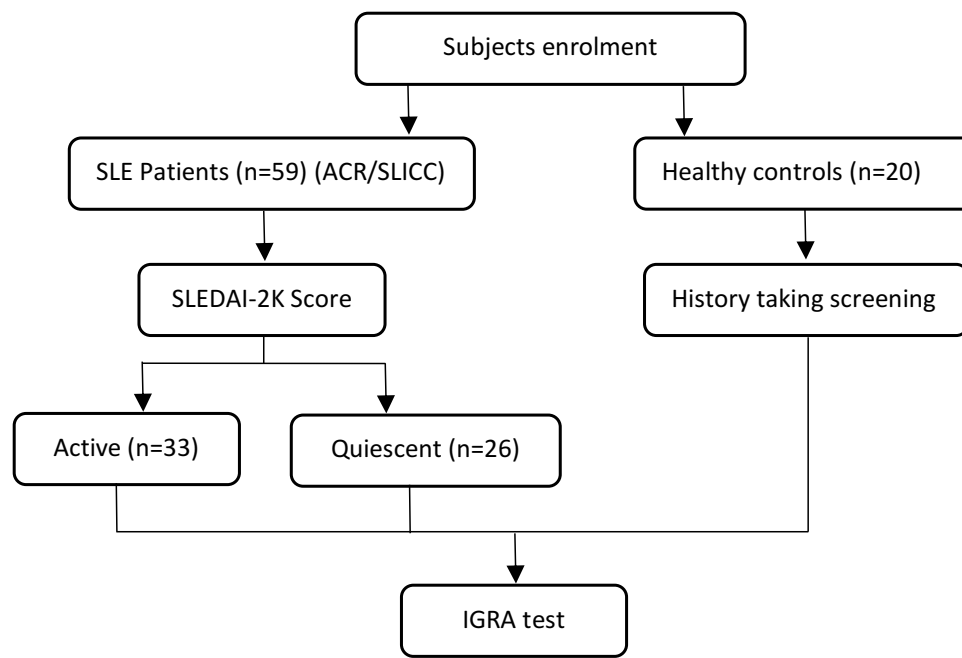 Subjects enrolment
SLE Patients (n=59) (ACR/SLICC)
Healthy controls (n=20)
SLEDAI-2K Score
History taking screening
Active (n=33)
Quiescent (n=26)
IGRA test